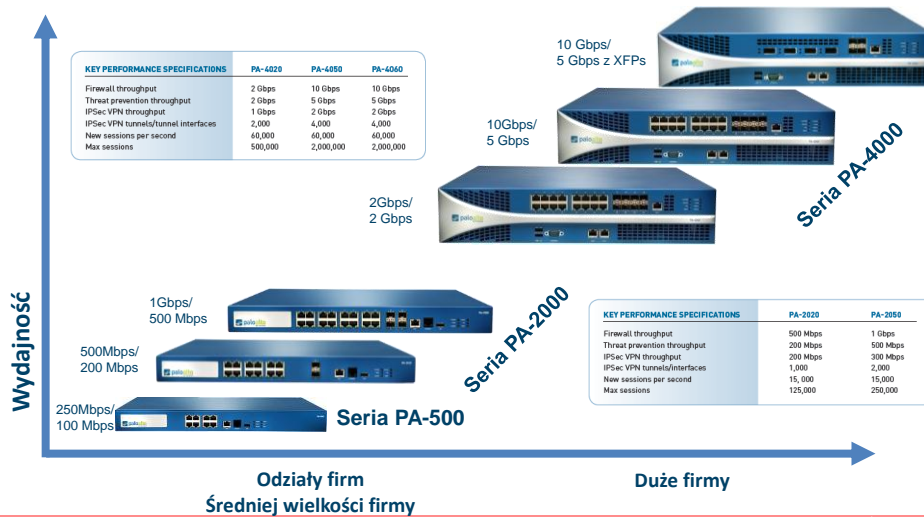 10 Gbps/
5 Gbps z XFPs
KEY PERFORMANCE SPECIFICATIONS PA-4020 PA-4050 PA-4060
Firewall throughput 2 Gbps 10 Gbps 10 Gbps
Threat prevention throughput 2 Gbps 5 Gbps 5 Gbps
IPSec VPN throughput 1 Gbps 2 Gbps 2 Gbps
IPSec VPN tunnels/tunnel interfaces 2,000 4,000 4,000
New sessions per second 60,000 60,000 60,000
Max sessions 500,000 2,000,000 2,000,000
10Gbps/
5 Gbps
Seria PA-4000
2Gbps/
2 Gbps
paloalto
Wydajność
1Gbps/
500 Mbps
paloalto
Seria PA-2000
500Mbps/
200 Mbps
paloalto
250Mbps/
100 Mbps
paloalto
Seria PA-500
KEY PERFORMANCE SPECIFICATIONS PA-2020 PA-2050
Firewall throughput 500 Mbps 1 Gbps
Threat prevention throughput 200 Mbps 500 Mbps
IPSec VPN throughput 200 Mbps 300 Mbps
IPSec VPN tunnels/interfaces 1,000 2,000
New sessions per second 15, 000 15,000
Max sessions 125,000 250,000
Odziały firm
Średniej wielkości firmy
Duże firmy